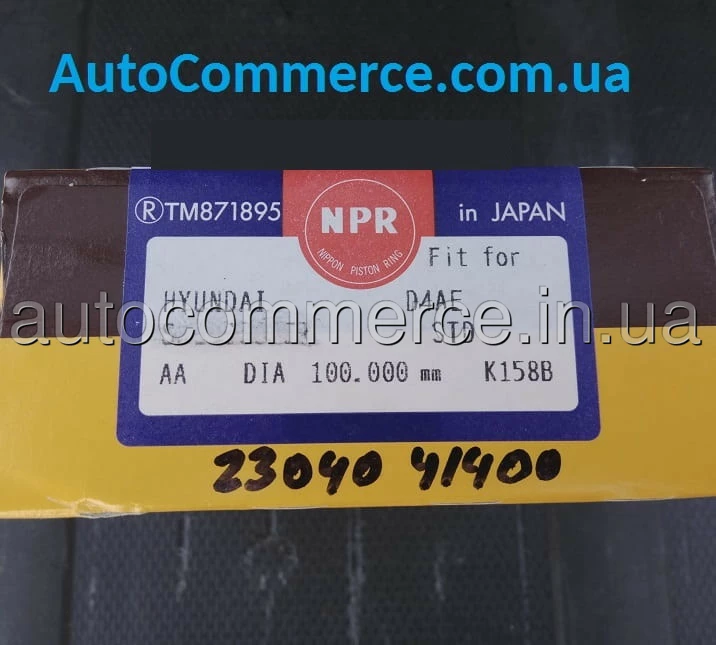 AutoCommerce.com.ua
®TM871895 NPR in JAPAN
NIPPON PISTON RING
Fit for
HYUNDAI D4AE
autocommerce.in.ua
STD
AA DIA 100.000 mm K158B
23040 41400